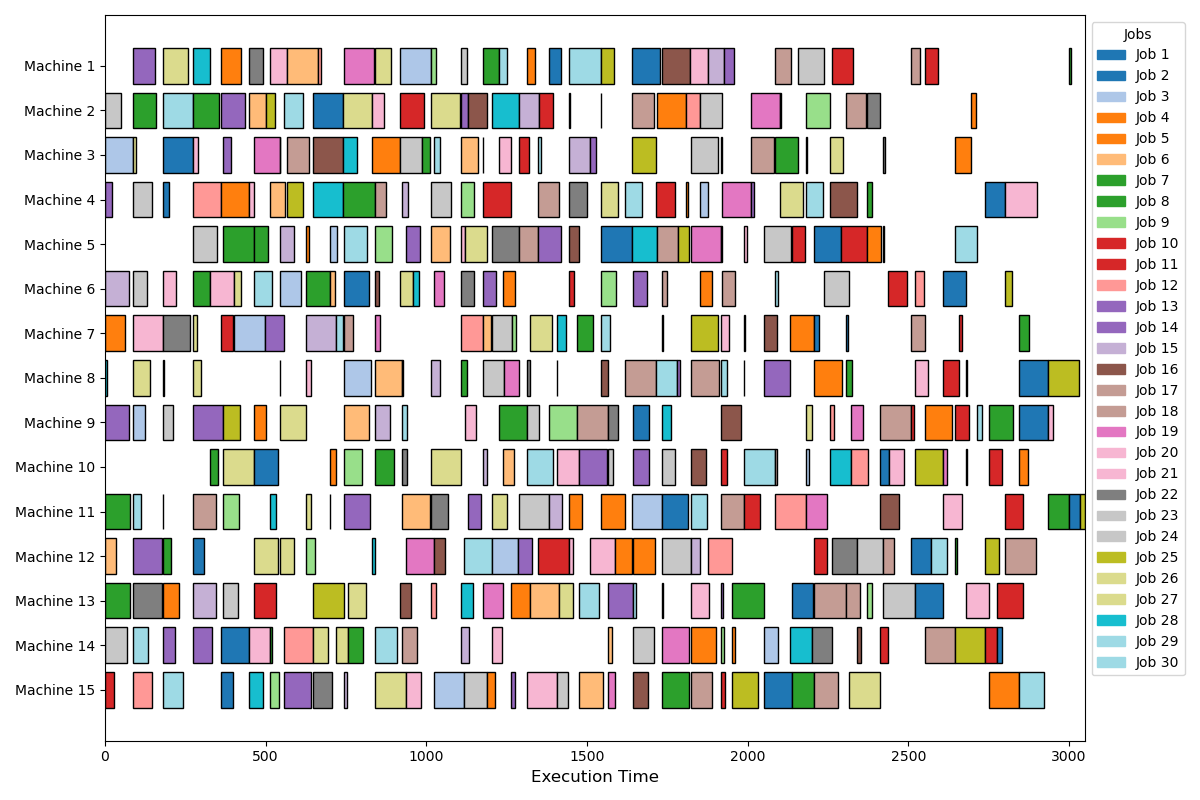 Machine 1
Machine 2
Machine 3
Machine 4
Machine 5
Machine 6
Machine 7
Machine 8
Machine 9
Machine 10
Machine 11
Machine 12
Machine 13
Machine 14
Machine 15
0 500 1000 1500 2000 2500 3000
Execution Time
Jobs
Job 1
Job 2
Job 3
Job 4
Job 5
Job 6
Job 7
Job 8
Job 9
Job 10
Job 11
Job 12
Job 13
Job 14
Job 15
Job 16
Job 17
Job 18
Job 19
Job 20
Job 21
Job 22
Job 23
Job 24
Job 25
Job 26
Job 27
Job 28
Job 29
Job 30